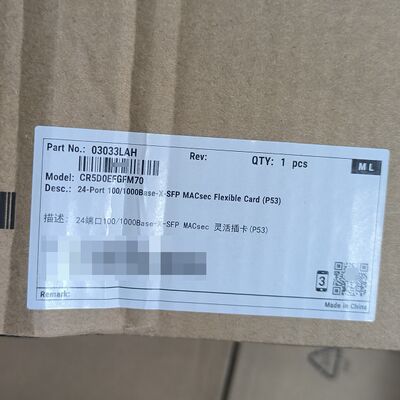 Part No.: 03033LAH Rev: QTY: 1 pcs ML
Model: CR5D0EFGFM70
Desc.: 24-Port 100/1000Base-X-SFP MACsec Flexible Card (P53)
描述: 24端口100/1000Base-X-SFP MACsec 灵活插卡(P53)
3
Remark: Made in China